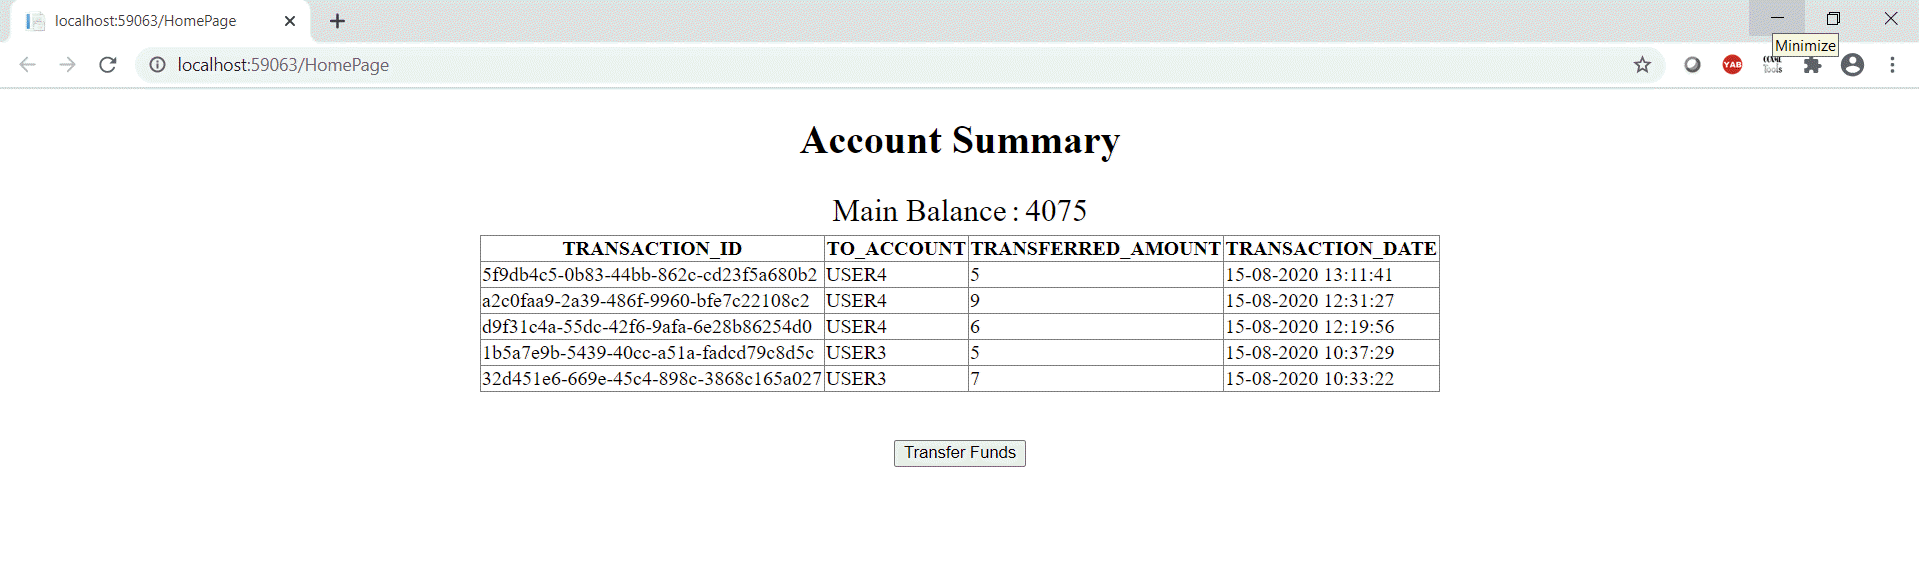 localhost:59063/HomePage
localhost:59063/HomePage
Minimize
YAB
Tools
Account Summary
Main Balance : 4075
TRANSACTION_ID TO_ACCOUNT TRANSFERRED_AMOUNT TRANSACTION_DATE
5f9db4c5-0b83-44bb-862c-cd23f5a680b2 USER4 5 15-08-2020 13:11:41
a2c0faa9-2a39-486f-9960-bfe7c22108c2 USER4 9 15-08-2020 12:31:27
d9f31c4a-55dc-42f6-9afa-6e28b86254d0 USER4 6 15-08-2020 12:19:56
1b5a7e9b-5439-40cc-a51a-fadcd79c8d5c USER3 5 15-08-2020 10:37:29
32d451e6-669e-45c4-898c-3868c165a027 USER3 7 15-08-2020 10:33:22
Transfer Funds